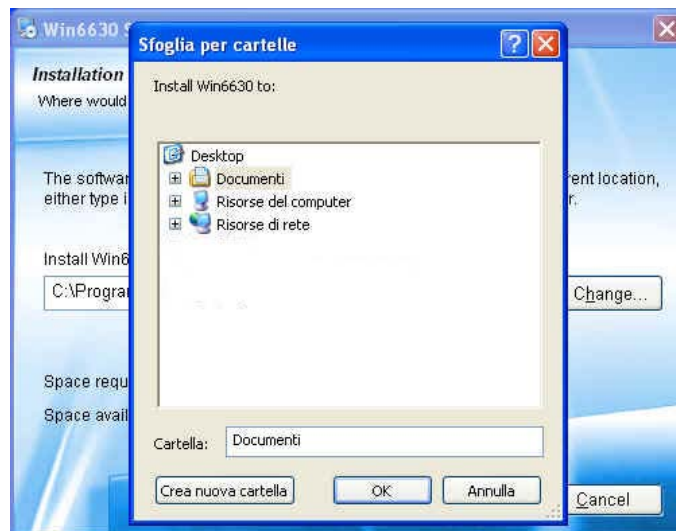 Win6630 S
Sfoglia per cartelle
Installation
Where would
Install Win6630 to:
Desktop
Documenti
Risorse del computer
Risorse di rete
The softwar
rent location,
either type i
r.
Install Win6
C:\Program
Change...
Space requ
Space avail
Cartella:
Documenti
Crea nuova cartella
OK
Annulla
Cancel